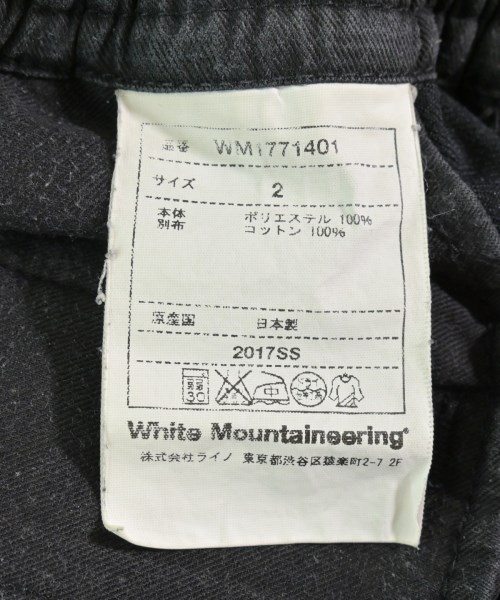 品番 WM1771401
サイズ 2
本体 ポリエステル 100%
別布 コットン 100%
原産国 日本製
2017SS
30
White Mountaineering®
株式会社ライノ 東京都渋谷区猿楽町2-7 2F